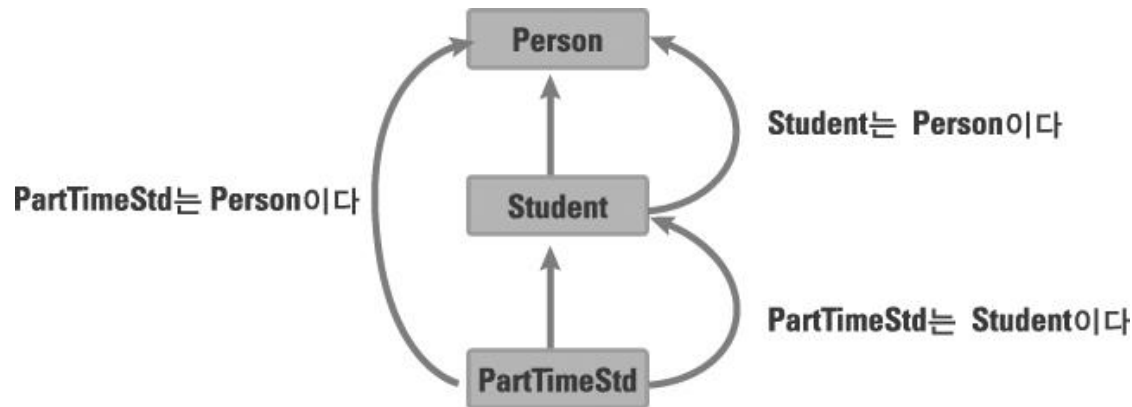 Person
Student는 Person이다
PartTimeStd는 Person이다
Student
PartTimeStd는 Student이다
PartTimeStd